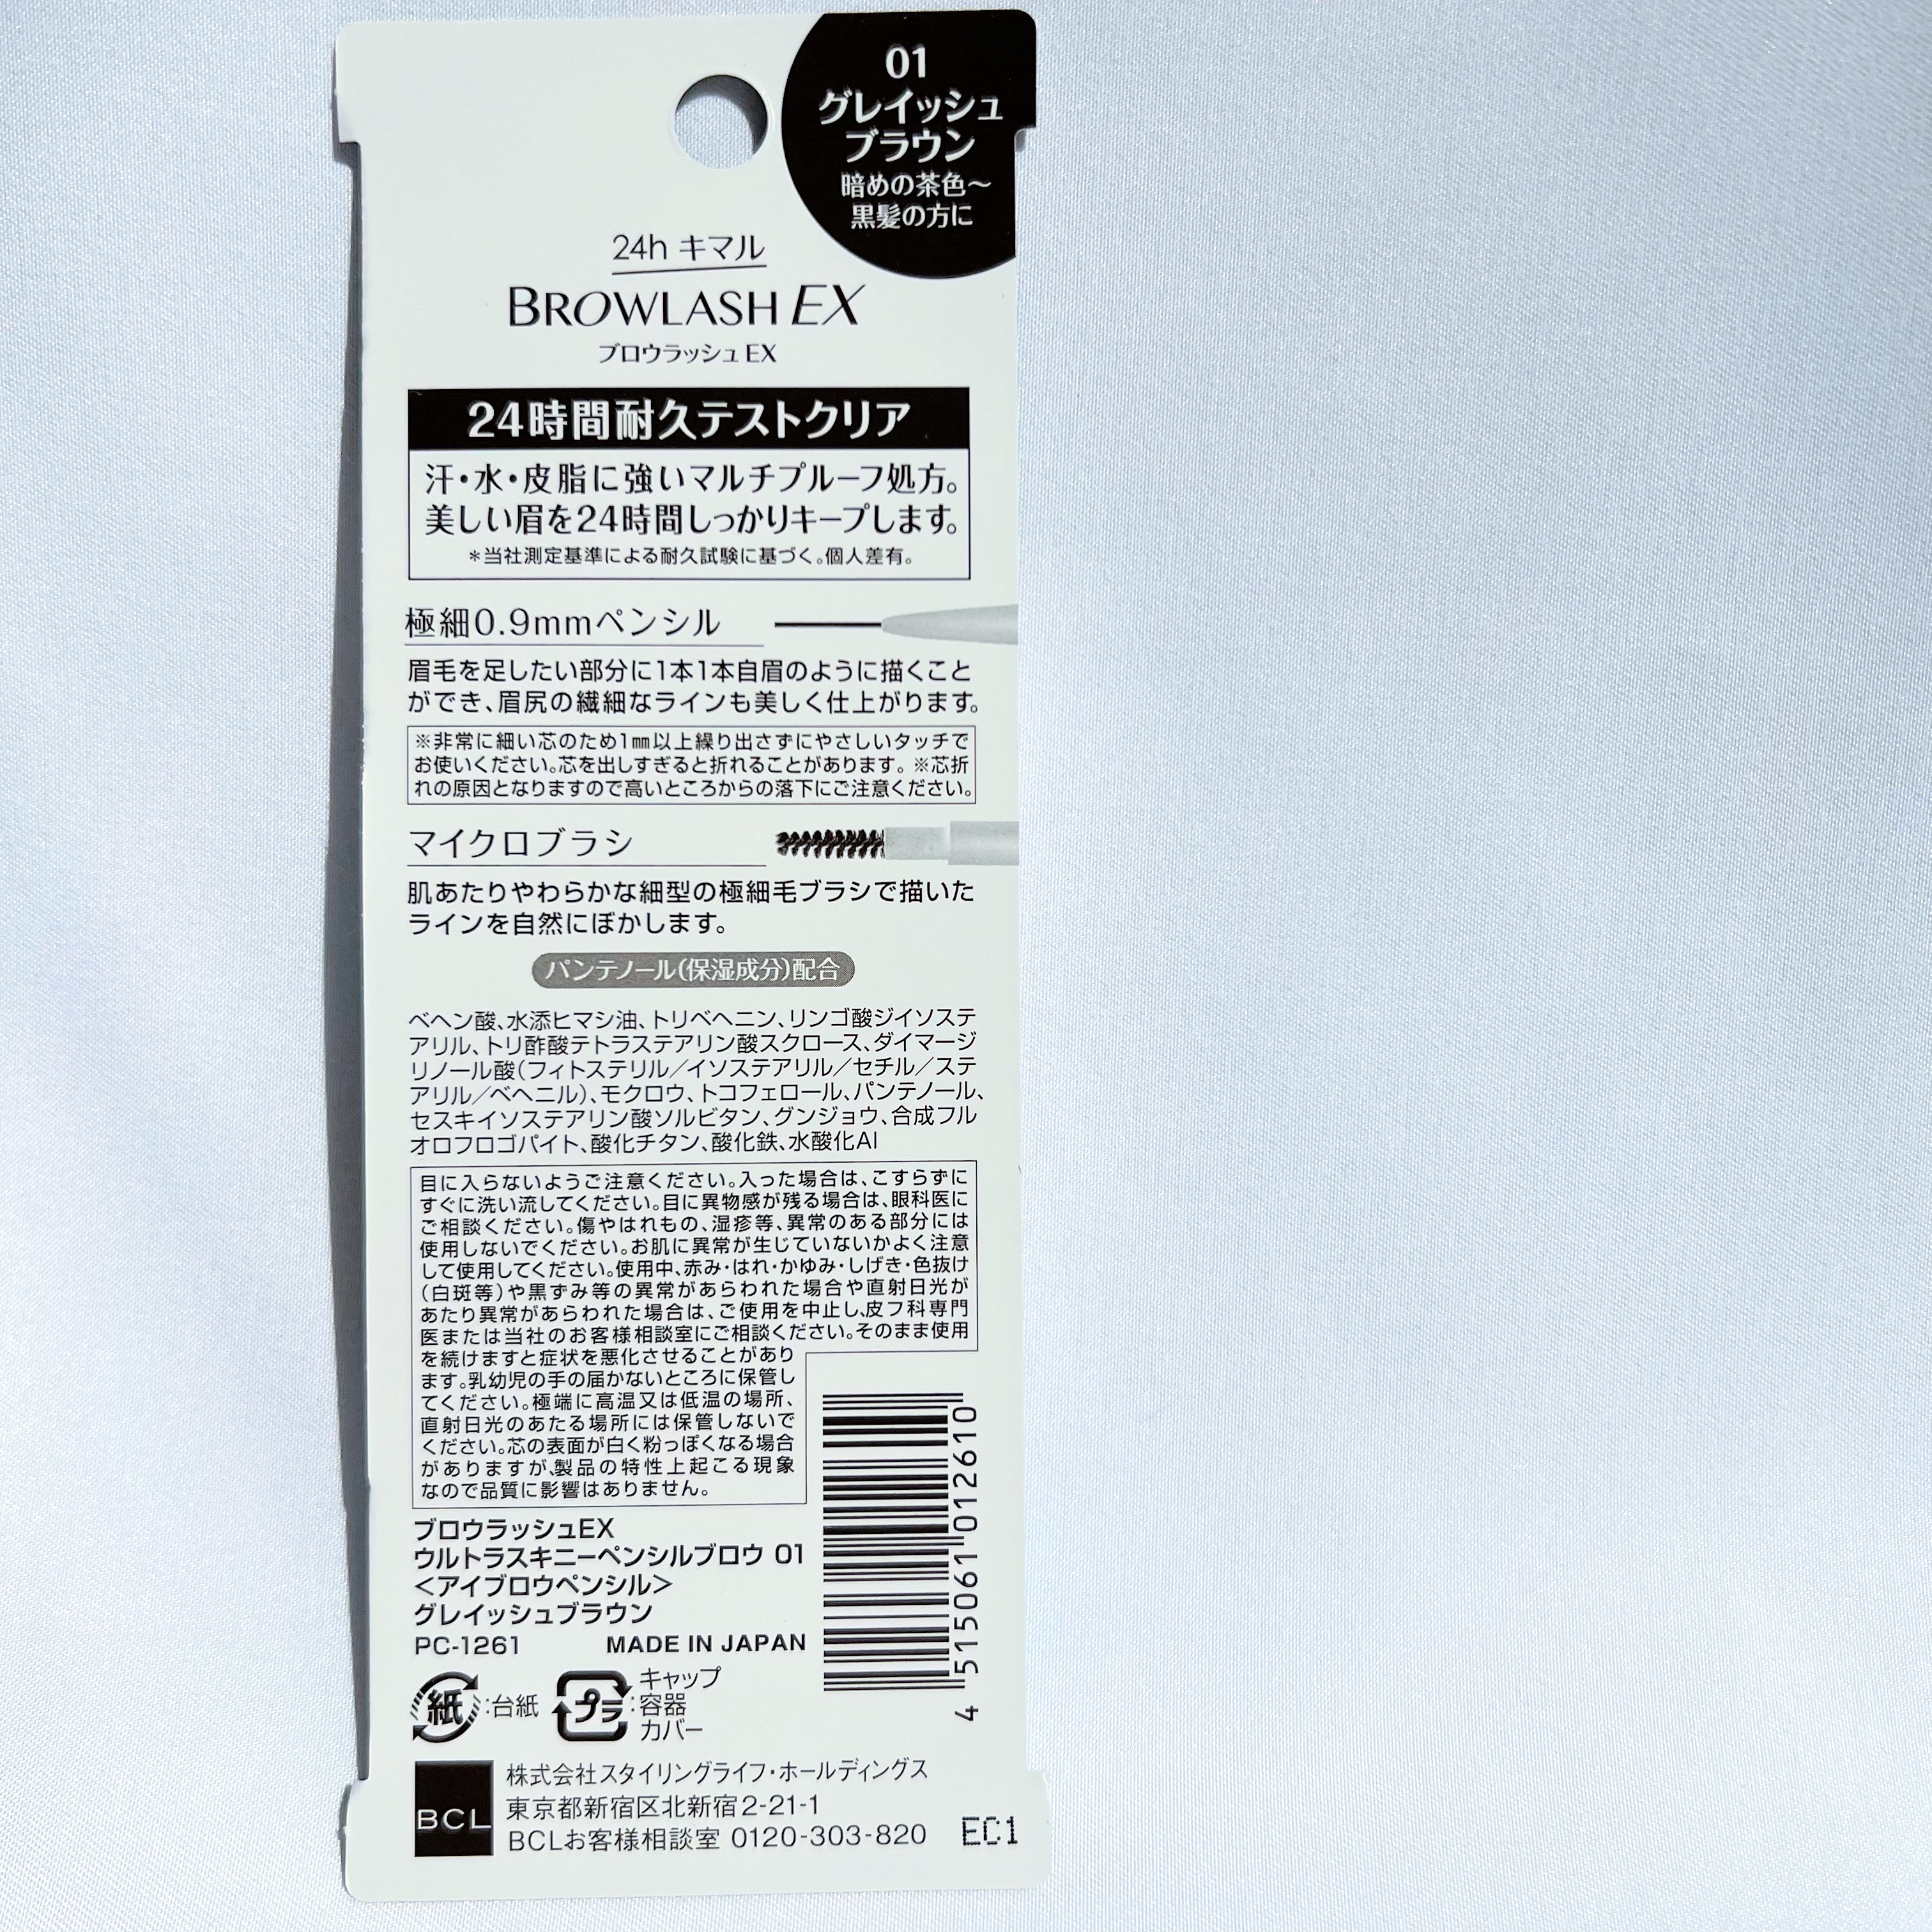 01
グレイッシュ
ブラウン
暗めの茶色〜
黒髪の方に
24h キマル
BROWLASH EX
ブロウラッシュEX
24時間耐久テストクリア
汗・水・皮脂に強いマルチプルーフ処方。
美しい眉を24時間しっかりキープします。
＊当社測定基準による耐久試験に基づく。個人差有。
極細0.9mmペンシル
眉毛を足したい部分に1本1本自眉のように描くこと
ができ、眉尻の繊細なラインも美しく仕上がります。
※非常に細い芯のため1㎜以上繰り出さずにやさしいタッチで
お使いください。芯を出しすぎると折れることがあります。※芯折
れの原因となりますので高いところからの落下にご注意ください。
マイクロブラシ
肌あたりやわらかな細型の極細毛ブラシで描いた
ラインを自然にぼかします。
パンテノール(保湿成分)配合
ベヘン酸、水添ヒマシ油、トリベヘニン、リンゴ酸ジイソステ
アリル、トリ酢酸テトラステアリン酸スクロース、ダイマージ
リノール酸(フィトステリル／イソステアリル／セチル／ステ
アリル／ベヘニル)、モクロウ、トコフェロール、パンテノール、
セスキイソステアリン酸ソルビタン、グンジョウ、合成フル
オロフロゴパイト、酸化チタン、酸化鉄、水酸化Al
目に入らないようご注意ください。入った場合は、こすらずに
すぐに洗い流してください。目に異物感が残る場合は、眼科医に
ご相談ください。傷やはれもの、湿疹等、異常のある部分には
使用しないでください。お肌に異常が生じていないかよく注意
して使用してください。使用中、赤み・はれ・かゆみ・しげき・色抜け
(白斑等)や黒ずみ等の異常があらわれた場合や直射日光が
あたり異常があらわれた場合は、ご使用を中止し、皮フ科専門
医または当社のお客様相談室にご相談ください。そのまま使用
を続けますと症状を悪化させることがあり
ます。乳幼児の手の届かないところに保管し
てください。極端に高温又は低温の場所、
直射日光のあたる場所には保管しないで
ください。芯の表面が白く粉っぽくなる場合
がありますが、製品の特性上起こる現象
なので品質に影響はありません。
ブロウラッシュEX
ウルトラスキニーペンシルブロウ 01
＜アイブロウペンシル＞
グレイッシュブラウン
PC-1261 MADE IN JAPAN
4 515061 012610
紙:台紙 プラ:キャップ
容器
カバー
BCL
株式会社スタイリングライフ・ホールディングス
東京都新宿区北新宿2-21-1
BCLお客様相談室 0120-303-820
EC1